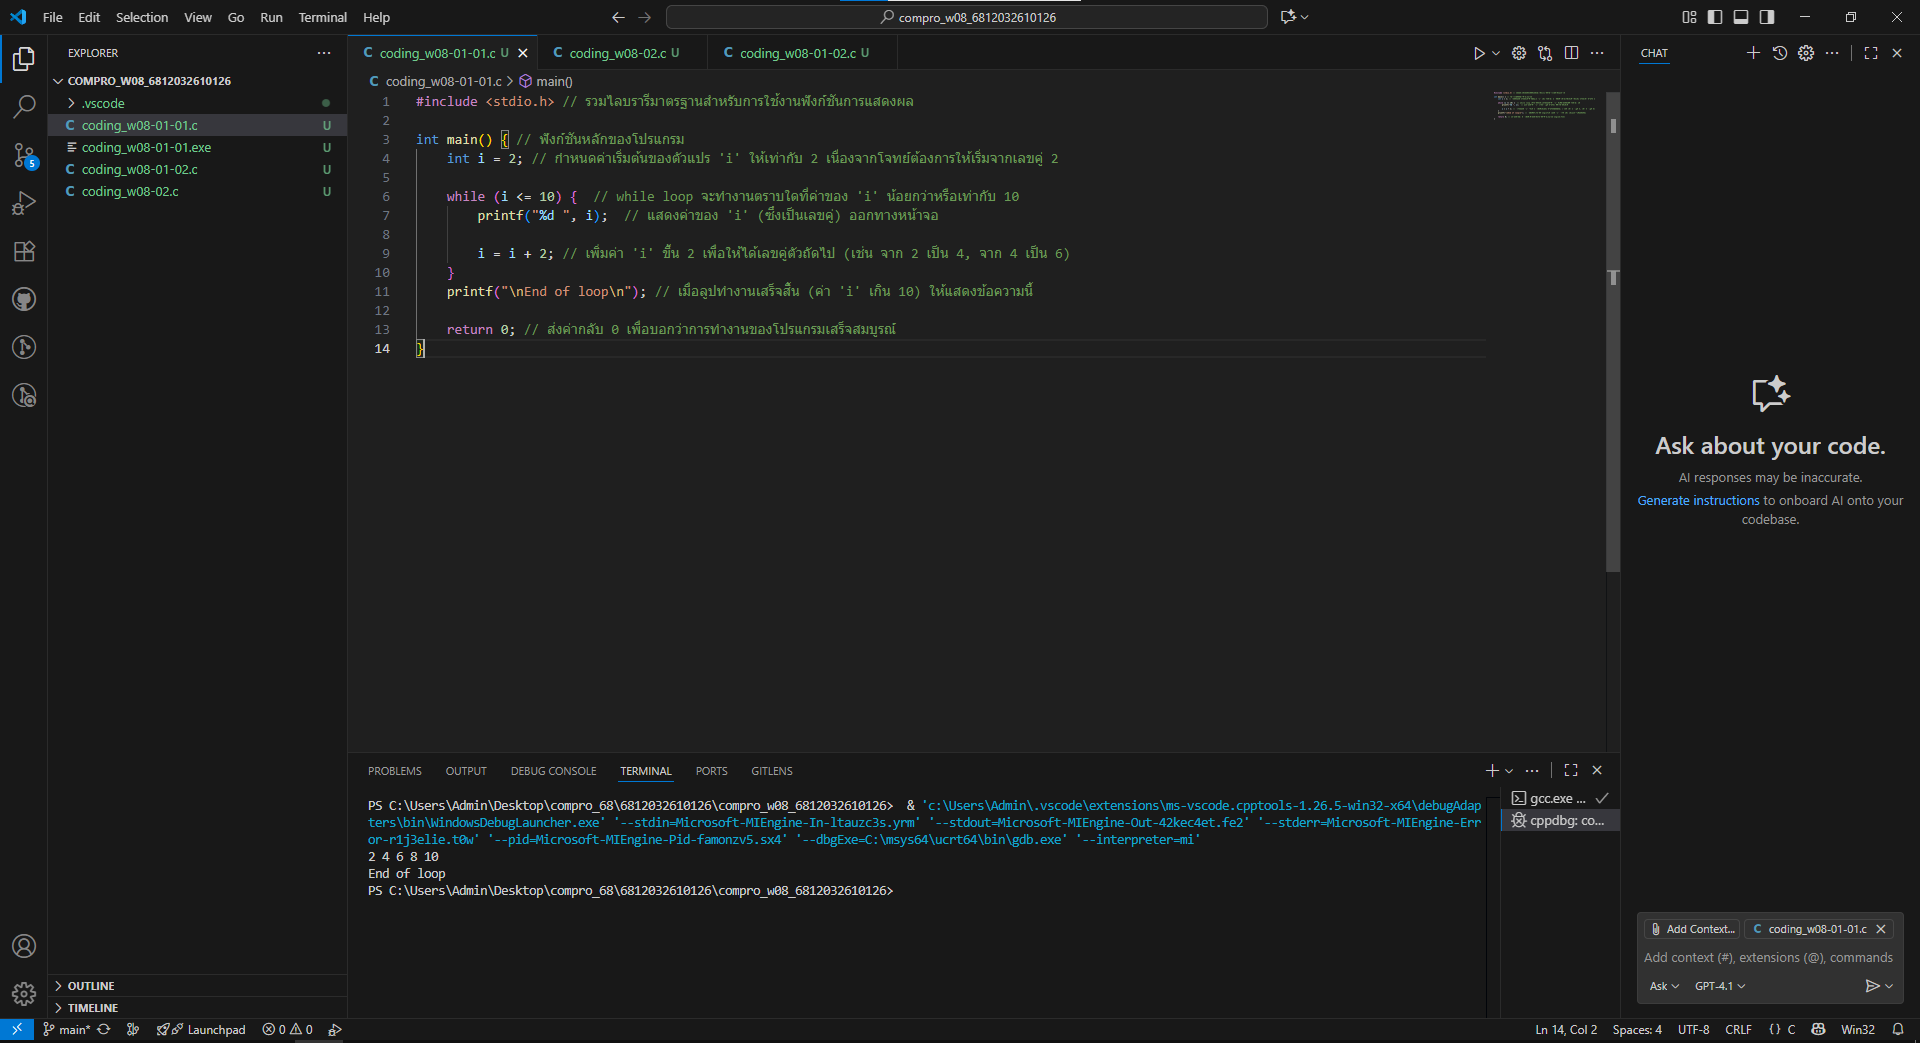 File Edit Selection View Go Run Terminal Help
compro_w08_6812032610126
EXPLORER
COMPRO_W08_6812032610126
.vscode
coding_w08-01-01.c U
coding_w08-01-01.exe U
coding_w08-01-02.c U
coding_w08-02.c U
OUTLINE
TIMELINE
5
C coding_w08-01-01.c U
C coding_w08-02.c U
C coding_w08-01-02.c U
C coding_w08-01-01.c > main()
1 #include <stdio.h> // รวมไลบรารีมาตรฐานสำหรับการใช้งานฟังก์ชันการแสดงผล
2
3 int main() { // ฟังก์ชันหลักของโปรแกรม
4 int i = 2; // กำหนดค่าเริ่มต้นของตัวแปร 'i' ให้เท่ากับ 2 เนื่องจากโจทย์ต้องการให้เริ่มจากเลขคู่ 2
5
6 while (i <= 10) { // while loop จะทำงานตราบใดที่ค่าของ 'i' น้อยกว่าหรือเท่ากับ 10
7 printf("%d ", i); // แสดงค่าของ 'i' (ซึ่งเป็นเลขคู่) ออกทางหน้าจอ
8
9 i = i + 2; // เพิ่มค่า 'i' ขึ้น 2 เพื่อให้ได้เลขคู่ตัวถัดไป (เช่น จาก 2 เป็น 4, จาก 4 เป็น 6)
10 }
11 printf("\nEnd of loop\n"); // เมื่อลูปทำงานเสร็จสิ้น (ค่า 'i' เกิน 10) ให้แสดงข้อความนี้
12
13 return 0; // ส่งค่ากลับ 0 เพื่อบอกว่าการทำงานของโปรแกรมเสร็จสมบูรณ์
14 }
PROBLEMS OUTPUT DEBUG CONSOLE TERMINAL PORTS GITLENS
PS C:\Users\Admin\Desktop\compro_68\6812032610126\compro_w08_6812032610126> & 'c:\Users\Admin\.vscode\extensions\ms-vscode.cpptools-1.26.5-win32-x64\debugAdap
ters\bin\WindowsDebugLauncher.exe' '--stdin=Microsoft-MIEngine-In-ltauzc3s.yrm' '--stdout=Microsoft-MIEngine-Out-42kec4et.fe2' '--stderr=Microsoft-MIEngine-Err
or-r1j3elie.t0w' '--pid=Microsoft-MIEngine-Pid-famonzv5.sx4' '--dbgExe=C:\msys64\ucrt64\bin\gdb.exe' '--interpreter=mi'
2 4 6 8 10
End of loop
PS C:\Users\Admin\Desktop\compro_68\6812032610126\compro_w08_6812032610126>
gcc.exe ...
cppdbg: co...
CHAT
Ask about your code.
AI responses may be inaccurate.
Generate instructions to onboard AI onto your
codebase.
Add Context... C coding_w08-01-01.c
Add context (#), extensions (@), commands
Ask GPT-4.1
main* Launchpad 0 0
Ln 14, Col 2 Spaces: 4 UTF-8 CRLF {} C Win32